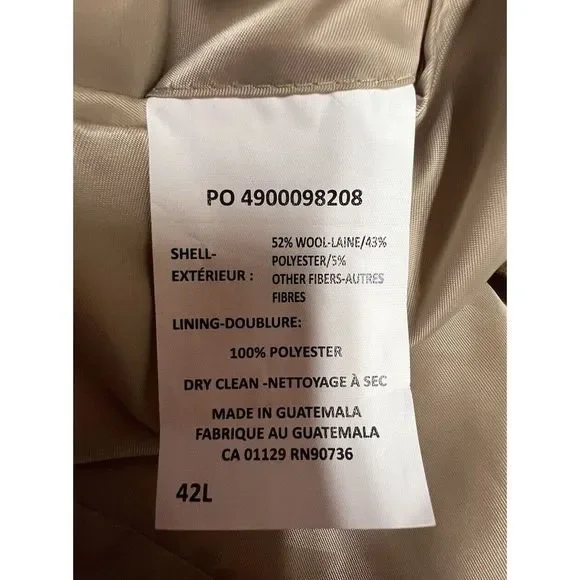 PO 4900098208
SHELL- 52% WOOL-LAINE/43%
EXTÉRIEUR : POLYESTER/5%
OTHER FIBERS-AUTRES
FIBRES
LINING-DOUBLURE:
100% POLYESTER
DRY CLEAN -NETTOYAGE À SEC
MADE IN GUATEMALA
FABRIQUE AU GUATEMALA
CA 01129 RN90736
42L